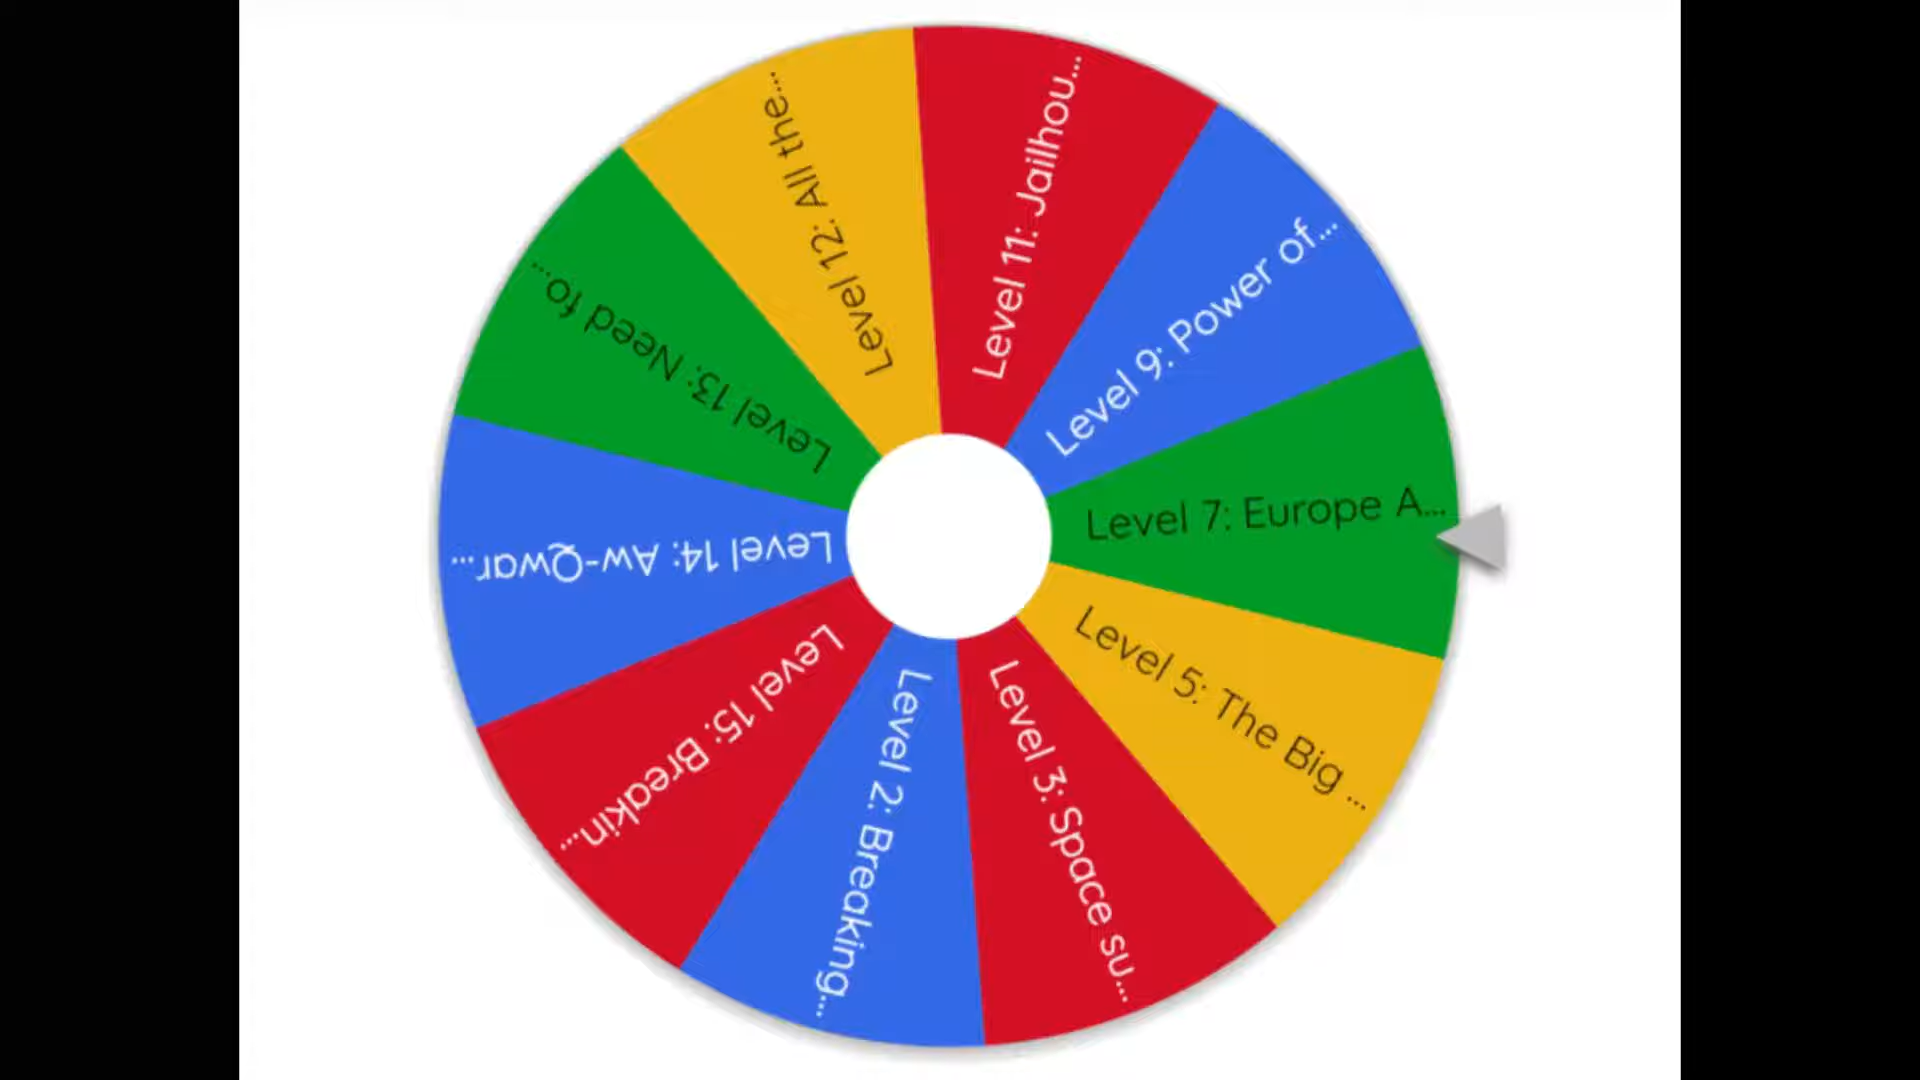 Level 12: All the...
Level 11: Jailhou...
Level 9: Power of...
Level 7: Europe A...
Level 5: The Big ...
Level 3: Space su...
Level 2: Breaking...
Level 15: Breakin...
Level 14: Aw-Qwar...
Level 13: Need fo...